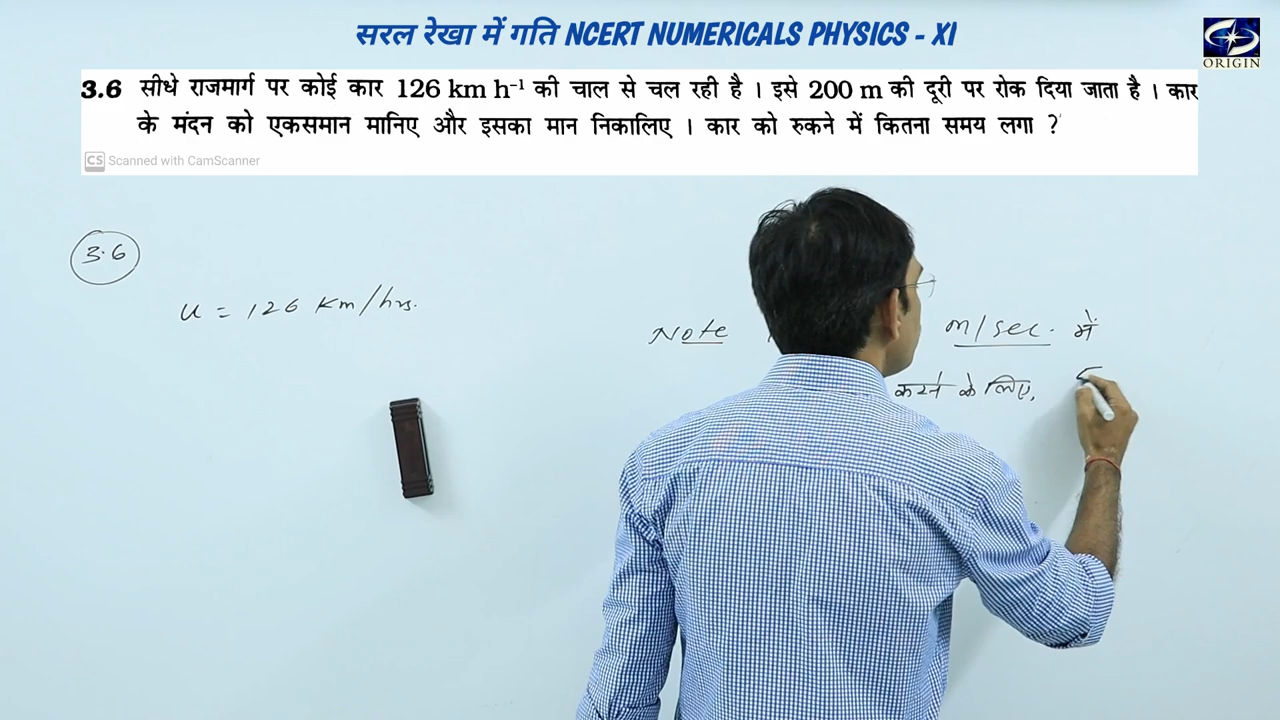 सरल रेखा में गति NCERT NUMERICALS PHYSICS - XI
ORIGIN
3.6 सीधे राजमार्ग पर कोई कार 126 km h⁻¹ की चाल से चल रही है । इसे 200 m की दूरी पर रोक दिया जाता है । कार
के मंदन को एकसमान मानिए और इसका मान निकालिए । कार को रुकने में कितना समय लगा ?
CS Scanned with CamScanner
3.6
u = 126 Km/hrs.
Note m/sec. में
करने के लिए, 5